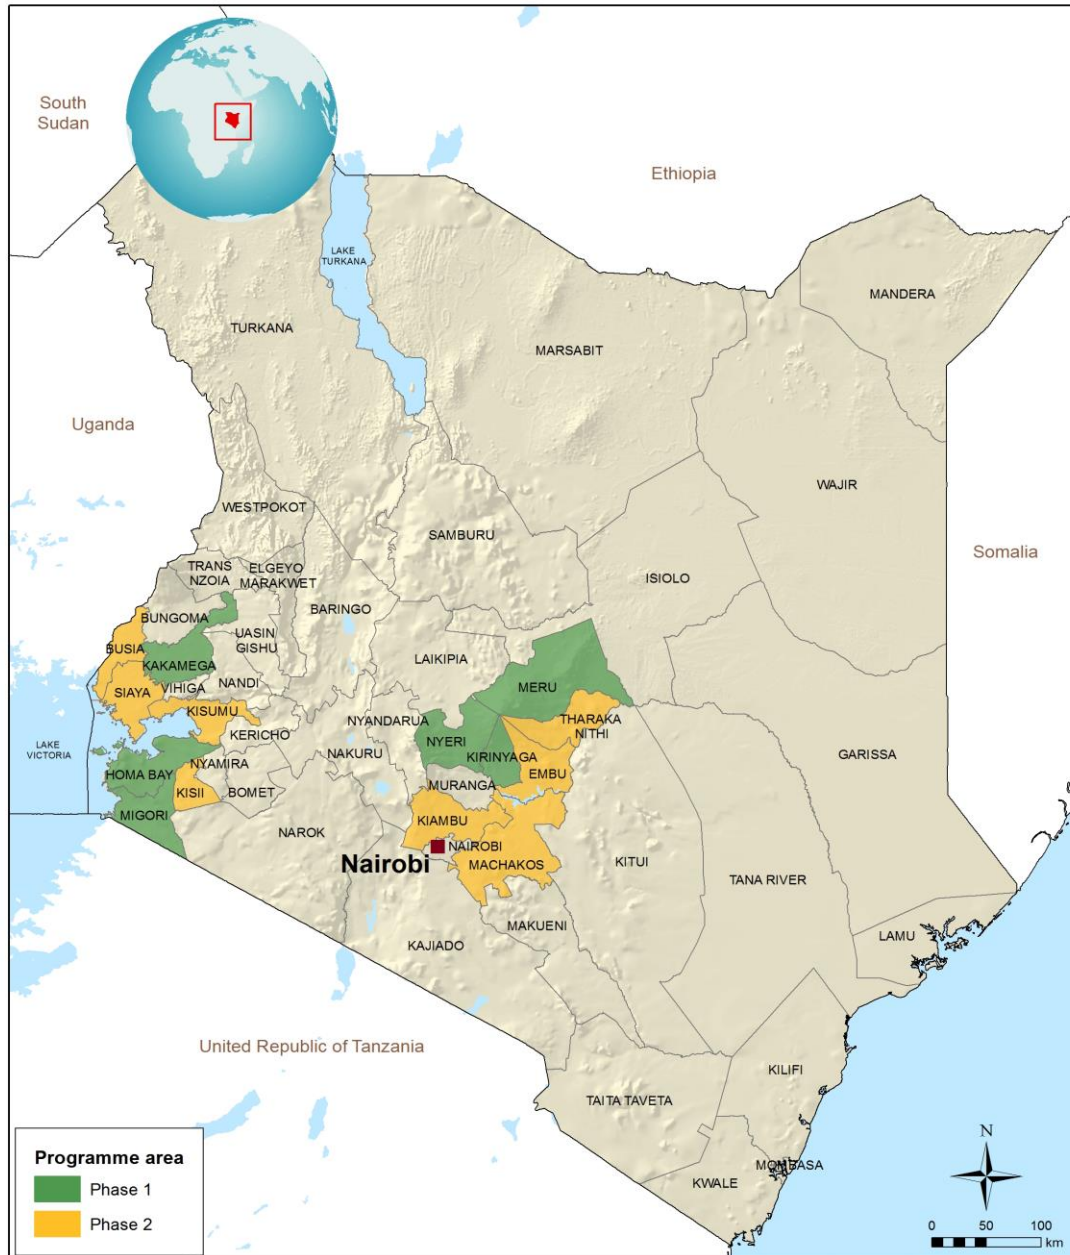 South
Sudan
Ethiopia
LAKE
TURKANA
MANDERA
TURKANA
MARSABIT
Uganda
WAJIR
WESTPOKOT
SAMBURU
Somalia
TRANS
NZOIA
ELGEYO
MARAKWET
ISIOLO
BARINGO
BUNGOMA
UASIN
GISHU
BUSIA
LAIKIPIA
KAKAMEGA
VIHIGA
NANDI
MERU
SIAYA
KISUMU
NYANDARUA
THARAKA
NITHI
KERICHO
LAKE
VICTORIA
NYERI
KIRINYAGA
NAKURU
GARISSA
NYAMIRA
HOMA BAY
EMBU
MURANGA
KISII
BOMET
MIGORI
KIAMBU
NAROK
NAIROBI
Nairobi
MACHAKOS
KITUI
TANA RIVER
MAKUENI
LAMU
KAJIADO
United Republic of Tanzania
KILIFI
TAITA TAVETA
MOMBASA
KWALE
Programme area
Phase 1
Phase 2
N
0 50 100
km